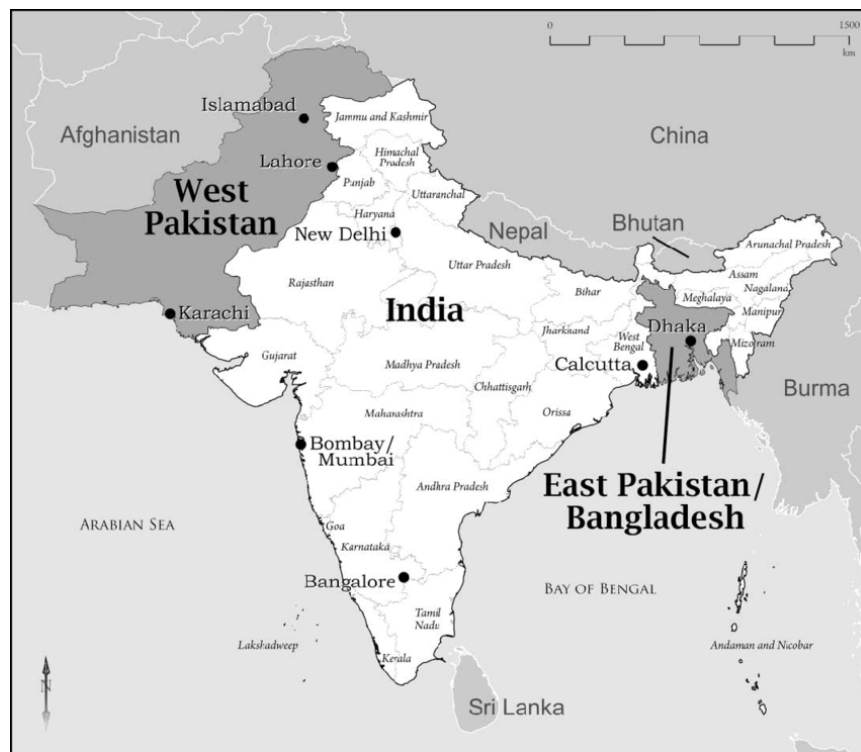 0 1500
km
Islamabad
Jammu and Kashmir
Afghanistan
China
Himachal
Pradesh
Lahore
West
Pakistan
Punjab
Uttaranchal
Haryana
New Delhi
Nepal
Bhutan
Arunachal Pradesh
Uttar Pradesh
Assam
Rajasthan
Nagaland
Bihar
Meghalaya
Karachi
India
Manipur
Dhaka
Jharknand
West
Bengal
Mizoram
Gujarat
Madhya Pradesh
Calcutta
Chhattisgarh
Burma
Maharashtra
Orissa
Bombay/
Mumbai
Andhra Pradesh
East Pakistan/
Bangladesh
Arabian Sea
Goa
Karnataka
Bangalore
Bay of Bengal
Tamil
Nadu
Lakshadweep
Andaman and Nicobar
Kerala
N
Sri Lanka